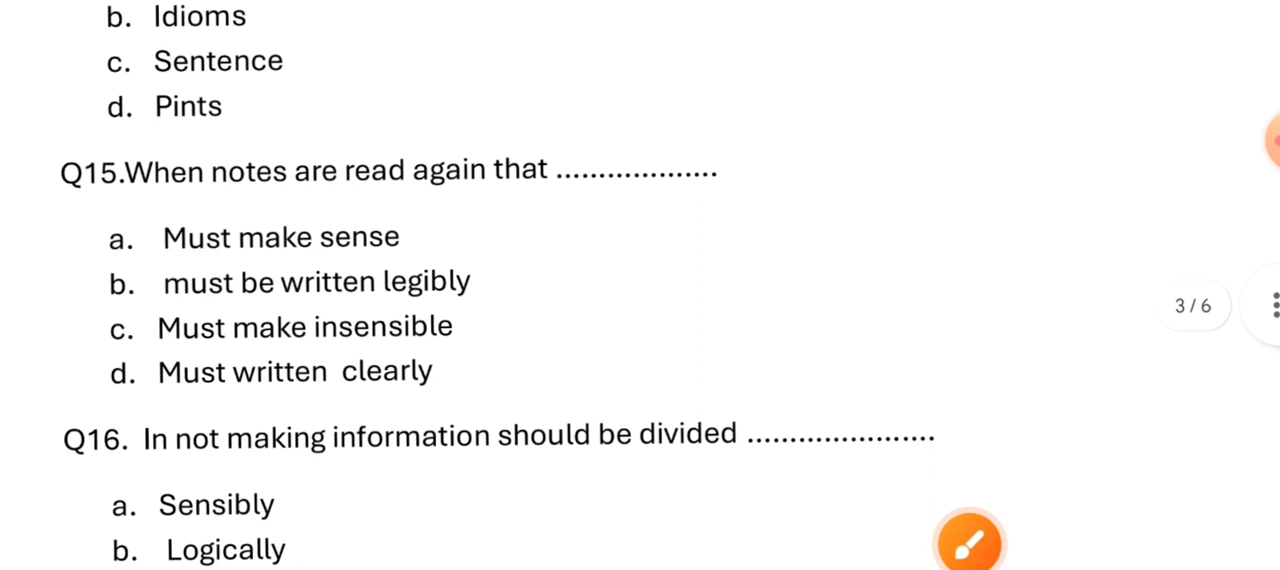 b. Idioms
c. Sentence
d. Pints
Q15.When notes are read again that ...................
a. Must make sense
b. must be written legibly
c. Must make insensible
d. Must written clearly
3 / 6
Q16. In not making information should be divided ......................
a. Sensibly
b. Logically